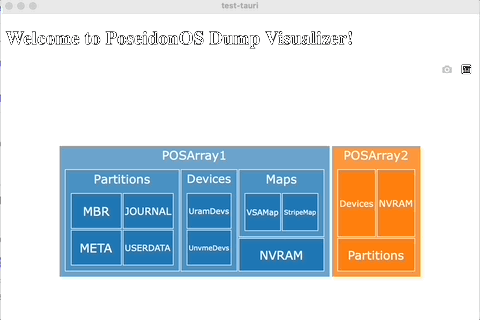 test-tauri
Welcome to PoseidonOS Dump Visualizer!
POSArray1
POSArray2
Partitions
Devices
Maps
MBR
JOURNAL
UramDevs
VSAMap
StripeMap
Devices
NVRAM
META
USERDATA
UnvmeDevs
NVRAM
Partitions